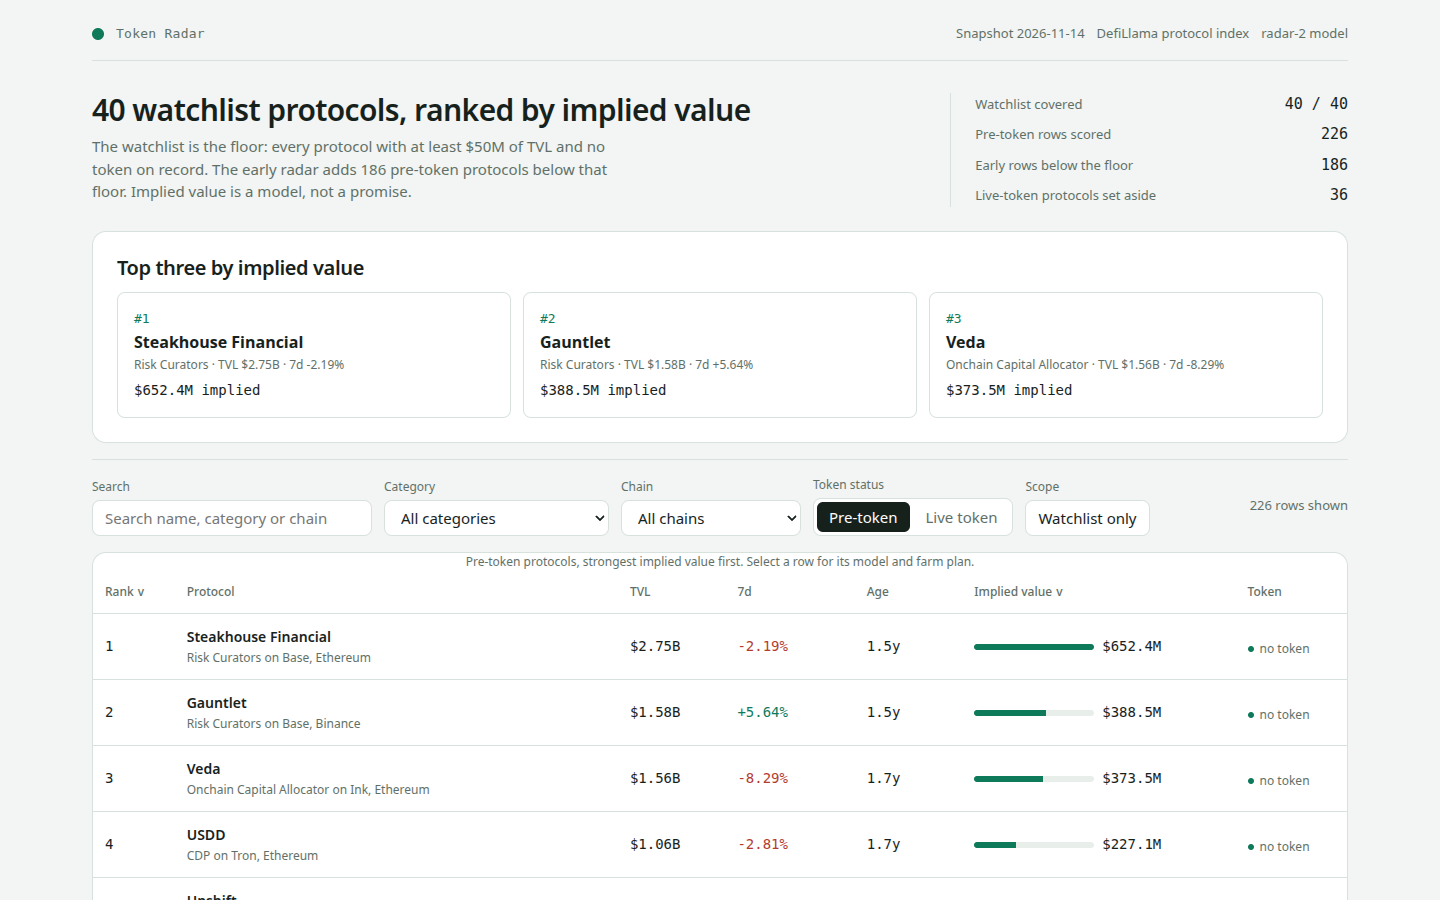 Token Radar
Snapshot 2026-11-14 DefiLlama protocol index radar-2 model
40 watchlist protocols, ranked by implied value
The watchlist is the floor: every protocol with at least $50M of TVL and no
token on record. The early radar adds 186 pre-token protocols below that
floor. Implied value is a model, not a promise.
Watchlist covered 40 / 40
Pre-token rows scored 226
Early rows below the floor 186
Live-token protocols set aside 36
Top three by implied value
#1
Steakhouse Financial
Risk Curators · TVL $2.75B · 7d -2.19%
$652.4M implied
#2
Gauntlet
Risk Curators · TVL $1.58B · 7d +5.64%
$388.5M implied
#3
Veda
Onchain Capital Allocator · TVL $1.56B · 7d -8.29%
$373.5M implied
Search
Search name, category or chain
Category
All categories
Chain
All chains
Token status
Pre-token Live token
Scope
Watchlist only
226 rows shown
Pre-token protocols, strongest implied value first. Select a row for its model and farm plan.
Rank v Protocol TVL 7d Age Implied value v Token
1 Steakhouse Financial $2.75B -2.19% 1.5y $652.4M no token
Risk Curators on Base, Ethereum
2 Gauntlet $1.58B +5.64% 1.5y $388.5M no token
Risk Curators on Base, Binance
3 Veda $1.56B -8.29% 1.7y $373.5M no token
Onchain Capital Allocator on Ink, Ethereum
4 USDD $1.06B -2.81% 1.7y $227.1M no token
CDP on Tron, Ethereum
Upshift